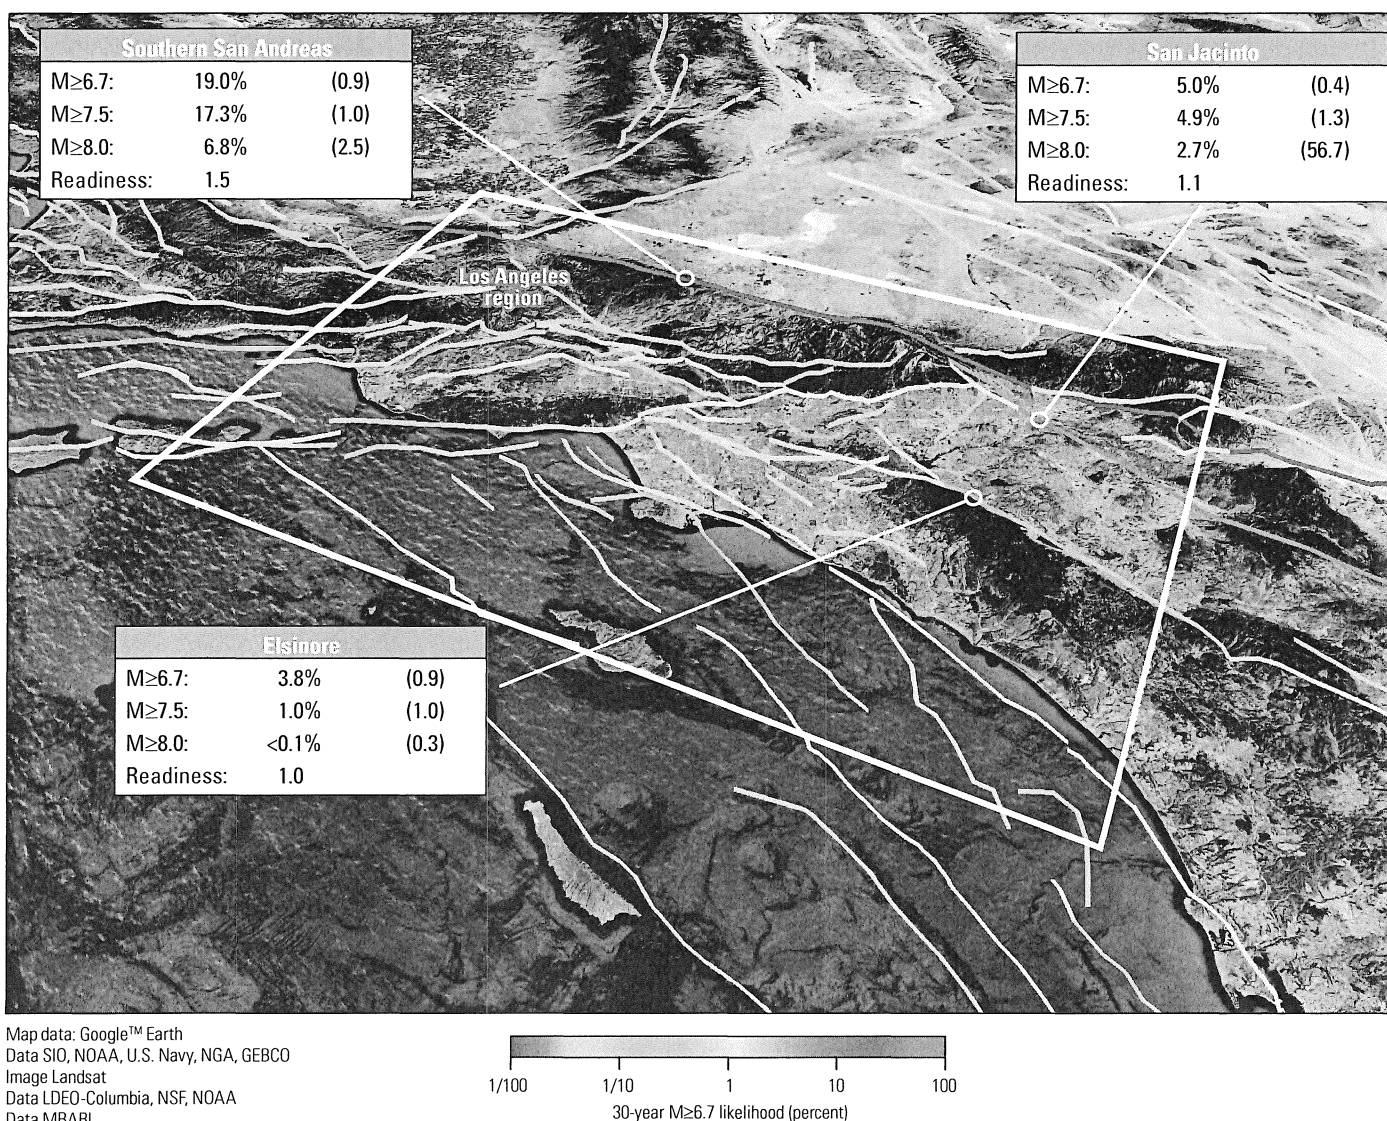 Southern San Andreas
M≥6.7: 19.0% (0.9)
M≥7.5: 17.3% (1.0)
M≥8.0: 6.8% (2.5)
Readiness: 1.5
San Jacinto
M≥6.7: 5.0% (0.4)
M≥7.5: 4.9% (1.3)
M≥8.0: 2.7% (56.7)
Readiness: 1.1
Los Angeles
region
Elsinore
M≥6.7: 3.8% (0.9)
M≥7.5: 1.0% (1.0)
M≥8.0: <0.1% (0.3)
Readiness: 1.0
Map data: Google™ Earth
Data SIO, NOAA, U.S. Navy, NGA, GEBCO
Image Landsat
Data LDEO-Columbia, NSF, NOAA
Data MBARI
1/100 1/10 1 10 100
30-year M≥6.7 likelihood (percent)